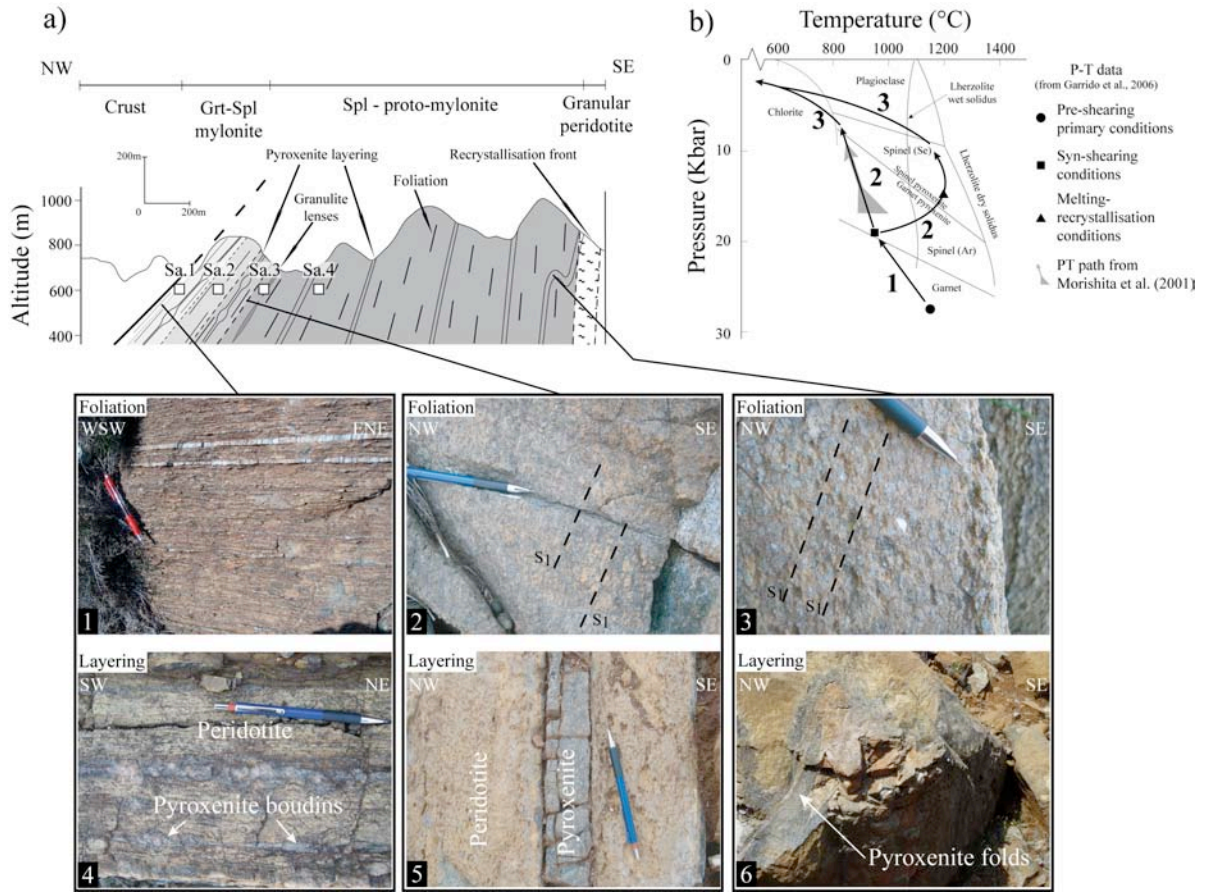 a)
NW
SE
Crust
Grt-Spl
mylonite
Spl - proto-mylonite
Granular
peridotite
Pyroxenite layering
Recrystallisation front
Foliation
Granulite
lenses
200m
0
200m
Altitude (m)
1000
800
600
400
Sa.1
Sa.2
Sa.3
Sa.4
b)
Temperature (°C)
600
800
1000
1200
1400
Pressure (Kbar)
0
10
20
30
Plagioclase
Lherzolite
wet solidus
Chlorite
3
3
Spinel (Se)
Lherzolite dry solidus
2
Spinel pyroxenite
Garnet pyroxenite
2
Spinel (Ar)
1
Garnet
P-T data
(from Garrido et al., 2006)
Pre-shearing
primary conditions
Syn-shearing
conditions
Melting-
recrystallisation
conditions
PT path from
Morishita et al. (2001)
Foliation
WSW
ENE
1
Foliation
NW
SE
S1
S1
2
Foliation
NW
SE
S1
S1
3
Layering
SW
NE
Peridotite
Pyroxenite boudins
4
Layering
NW
SE
Peridotite
Pyroxenite
5
Layering
NW
SE
Pyroxenite folds
6